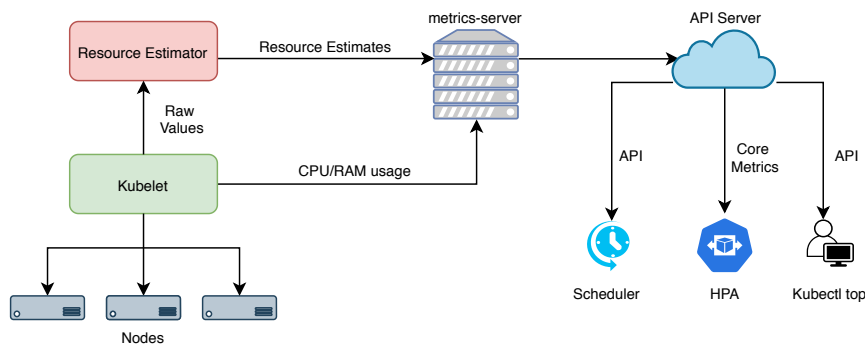 metrics-server
API Server
Resource Estimator
Resource Estimates
Raw
Values
Kubelet
CPU/RAM usage
API
Core
Metrics
API
Scheduler
HPA
Kubectl top
Nodes